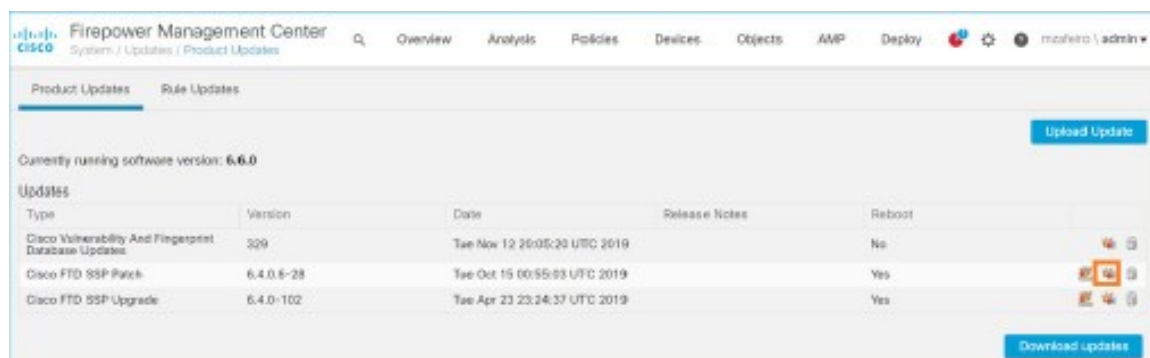 Firepower Management Center
CISCO
System / Updates / Product Updates
Overview Analysis Policies Devices Objects AMP Deploy mzafeiro \ admin
Product Updates Rule Updates
Upload Update
Currently running software version: 6.6.0
Updates
Type Version Date Release Notes Reboot
Cisco Vulnerability And Fingerprint Database Updates 329 Tue Nov 12 20:05:20 UTC 2019 No
Cisco FTD SSP Patch 6.4.0.6-28 Tue Oct 15 00:55:03 UTC 2019 Yes
Cisco FTD SSP Upgrade 6.4.0-102 Tue Apr 23 23:24:37 UTC 2019 Yes
Download updates